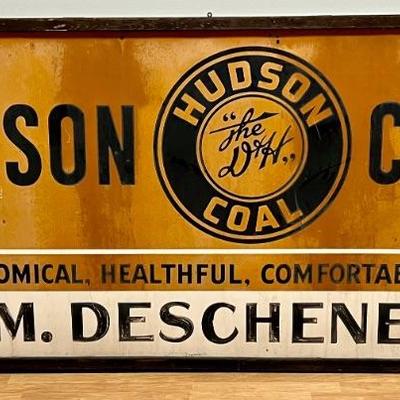 SON HUDSON C
"The D&H"
COAL
OMICAL, HEALTHFUL, COMFORTAB
M. DESCHENE